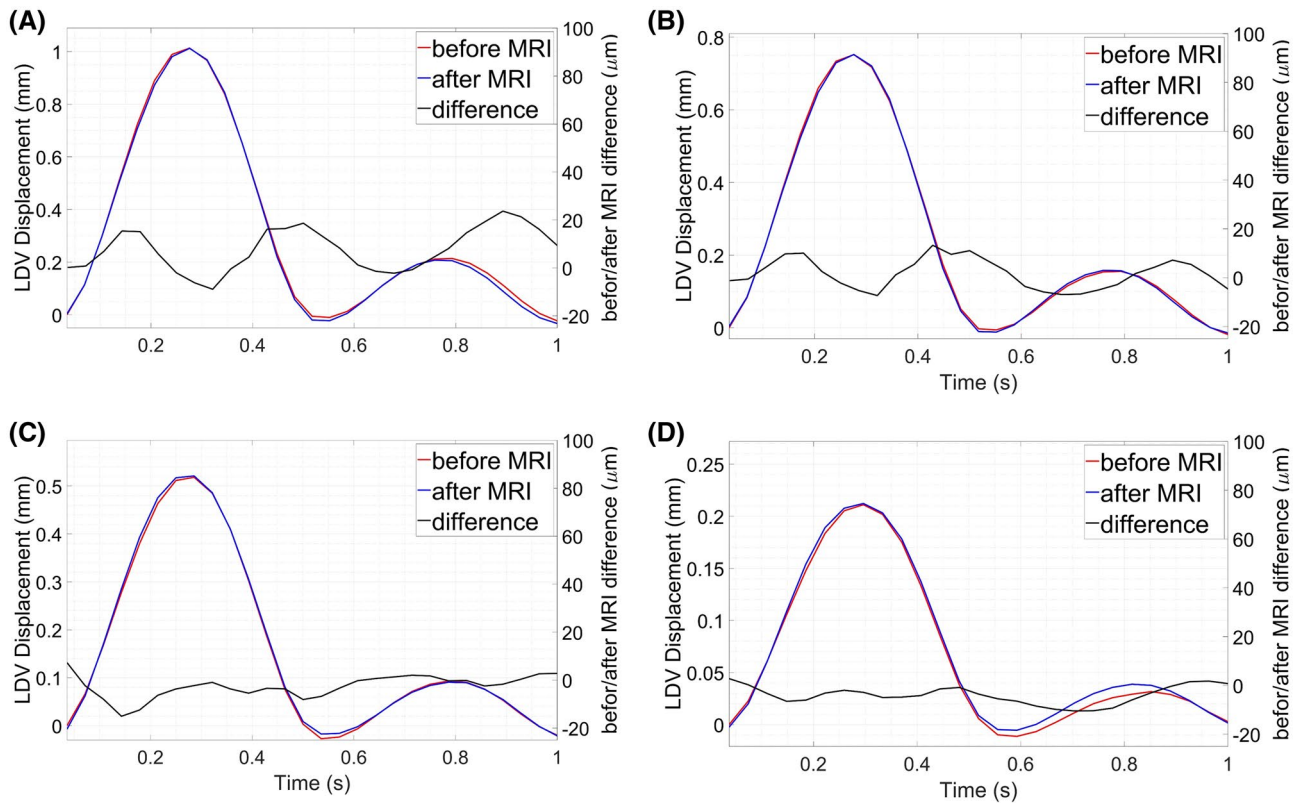 (A)
LDV Displacement (mm)
1
0.8
0.6
0.4
0.2
0
0.2
0.4
0.6
0.8
1
before MRI
after MRI
difference
100
80
60
40
20
0
-20
befor/after MRI difference (μm)
(B)
LDV Displacement (mm)
0.8
0.6
0.4
0.2
0
0.2
0.4
0.6
0.8
1
Time (s)
before MRI
after MRI
difference
100
80
60
40
20
0
-20
befor/after MRI difference (μm)
(C)
LDV Displacement (mm)
0.5
0.4
0.3
0.2
0.1
0
0.2
0.4
0.6
0.8
1
Time (s)
before MRI
after MRI
difference
100
80
60
40
20
0
-20
befor/after MRI difference (μm)
(D)
LDV Displacement (mm)
0.25
0.2
0.15
0.1
0.05
0
0.2
0.4
0.6
0.8
1
Time (s)
before MRI
after MRI
difference
100
80
60
40
20
0
-20
befor/after MRI difference (μm)